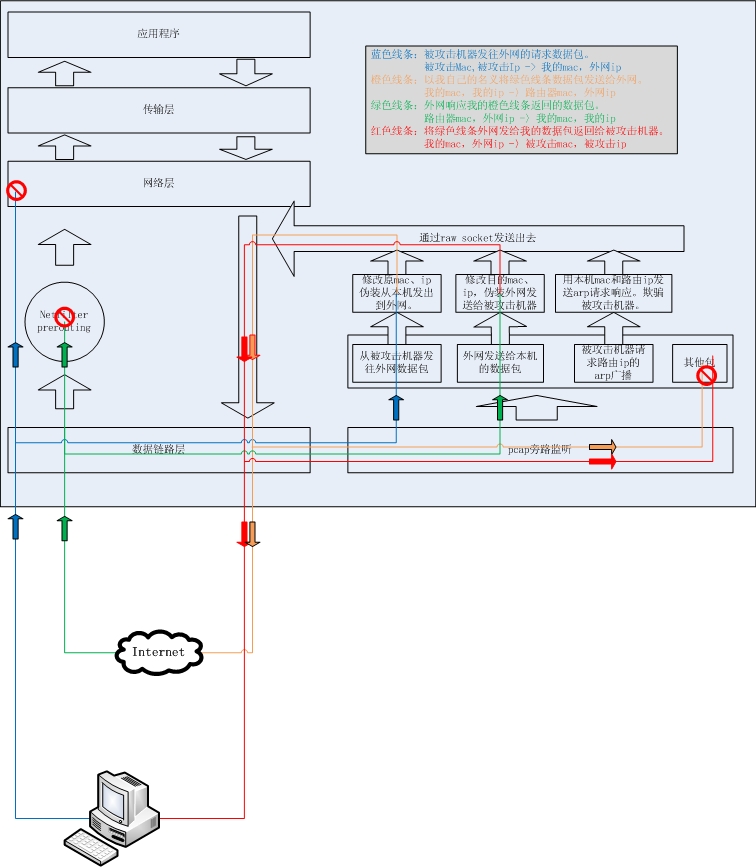 应用程序
蓝色线条: 被攻击机器发往外网的请求数据包。
被攻击Mac,被攻击Ip -> 我的mac, 外网ip
橙色线条: 以我自己的名义将绿色线条数据包发送给外网。
我的mac, 我的ip -> 路由器mac, 外网ip
绿色线条: 外网响应我的橙色线条返回的数据包.
路由器mac, 外网ip -> 我的mac, 我的ip
红色线条: 将绿色线条外网发给我的数据包返回给被攻击机器。
我的mac, 外网ip -> 被攻击mac, 被攻击ip
传输层
网络层
通过raw socket发送出去
修改原mac、ip
伪装从本机发出
到外网。
修改目的mac、
ip, 伪装外网发
送给被攻击机器
用本机mac和路由ip发
送arp请求响应。欺骗
被攻击机器。
Netfilter
prerouting
从被攻击机器发
往外网数据包
外网发送给本机
的数据包
被攻击机器请
求路由ip的
arp广播
其他包
数据链路层
pcap旁路监听
Internet